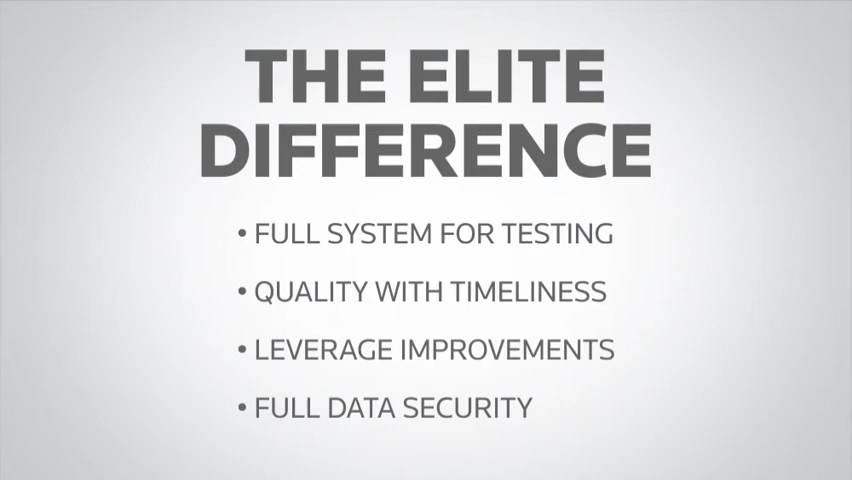 THE ELITE
DIFFERENCE
• FULL SYSTEM FOR TESTING
• QUALITY WITH TIMELINESS
• LEVERAGE IMPROVEMENTS
• FULL DATA SECURITY